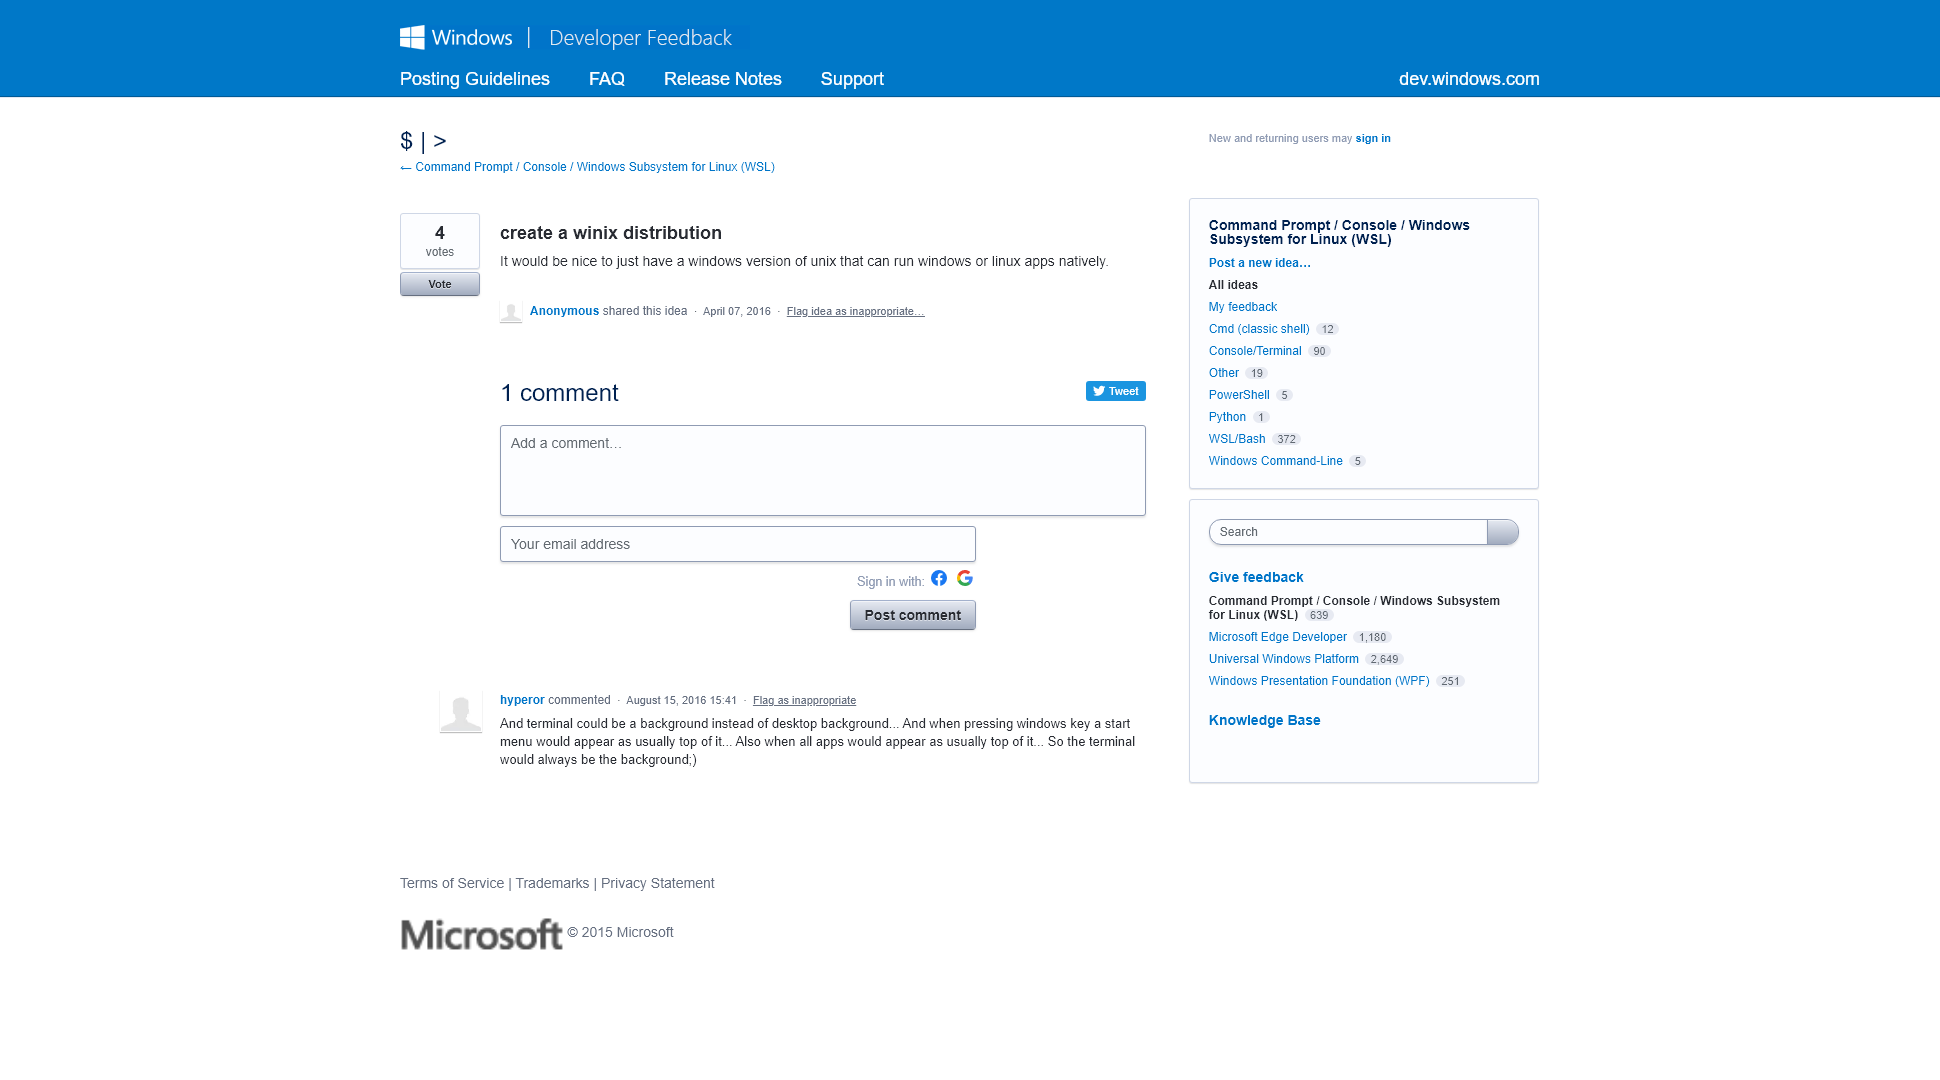 Windows | Developer Feedback
Posting Guidelines FAQ Release Notes Support dev.windows.com
$ | >
← Command Prompt / Console / Windows Subsystem for Linux (WSL)
New and returning users may sign in
4
votes
Vote
create a winix distribution
It would be nice to just have a windows version of unix that can run windows or linux apps natively.
Anonymous shared this idea · April 07, 2016 · Flag idea as inappropriate…
1 comment
Tweet
Add a comment…
Your email address
Sign in with:
Post comment
hyperor commented · August 15, 2016 15:41 · Flag as inappropriate
And terminal could be a background instead of desktop background... And when pressing windows key a start
menu would appear as usually top of it... Also when all apps would appear as usually top of it... So the terminal
would always be the background;)
Command Prompt / Console / Windows
Subsystem for Linux (WSL)
Post a new idea…
All ideas
My feedback
Cmd (classic shell) 12
Console/Terminal 90
Other 19
PowerShell 5
Python 1
WSL/Bash 372
Windows Command-Line 5
Search
Give feedback
Command Prompt / Console / Windows Subsystem
for Linux (WSL) 639
Microsoft Edge Developer 1,180
Universal Windows Platform 2,649
Windows Presentation Foundation (WPF) 251
Knowledge Base
Terms of Service | Trademarks | Privacy Statement
Microsoft © 2015 Microsoft